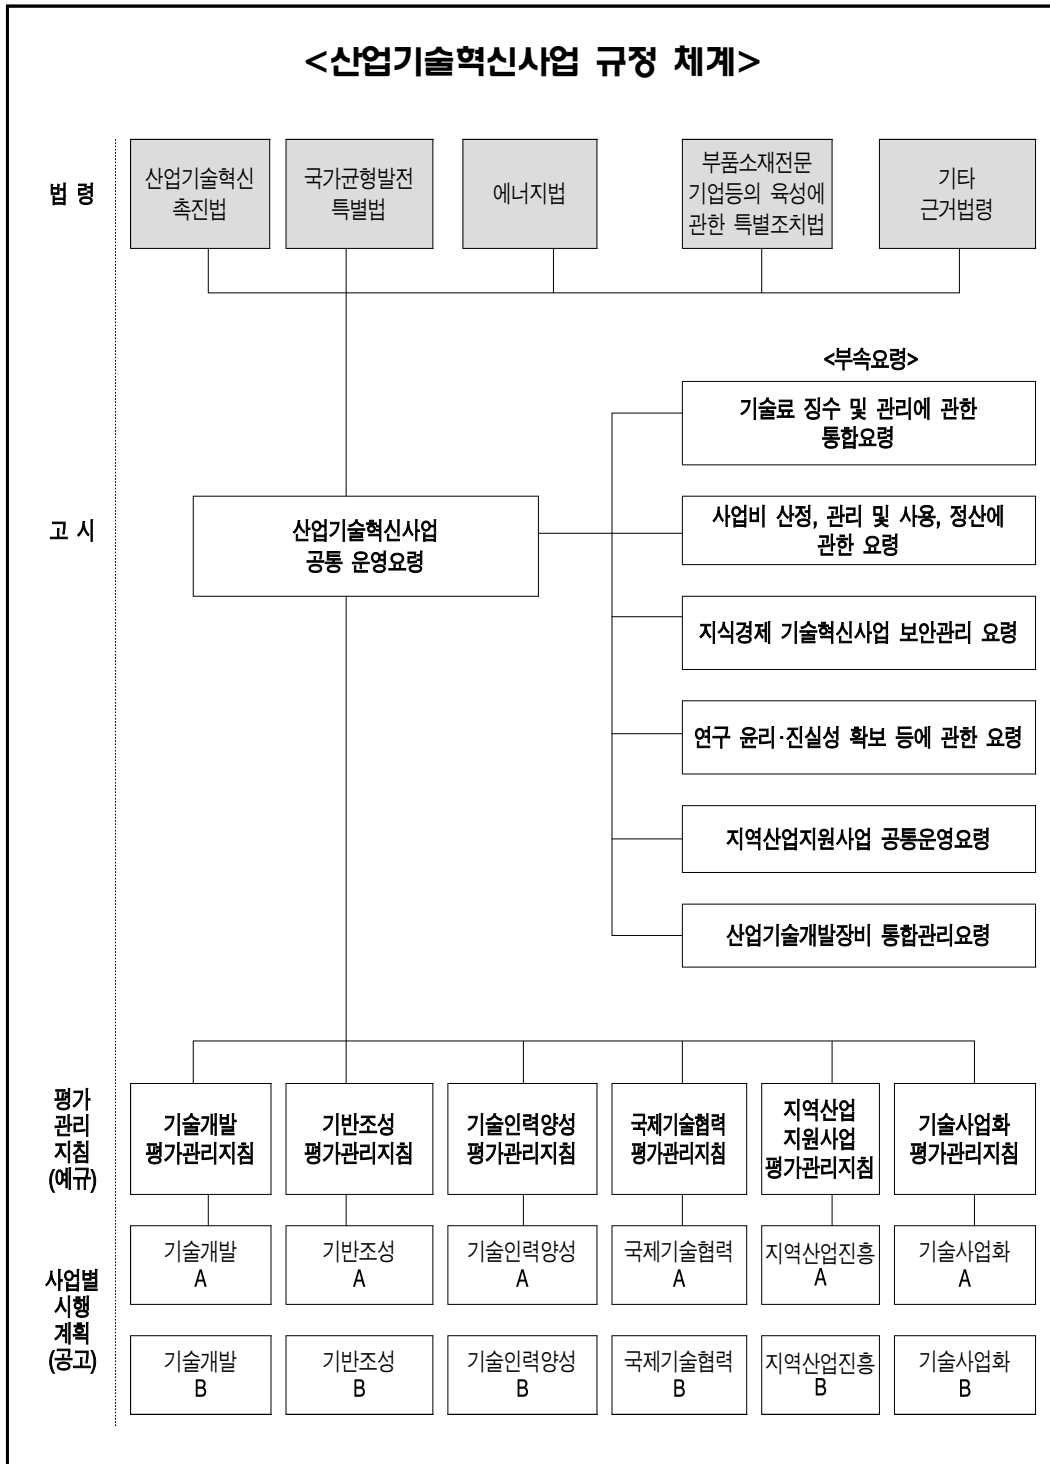 <산업기술혁신사업 규정 체계>
법 령
산업기술혁신
촉진법
국가균형발전
특별법
에너지법
부품소재전문
기업등의 육성에
관한 특별조치법
기타
근거법령
<부속요령>
기술료 징수 및 관리에 관한
통합요령
고 시
산업기술혁신사업
공통 운영요령
사업비 산정, 관리 및 사용, 정산에
관한 요령
지식경제 기술혁신사업 보안관리 요령
연구 윤리·진실성 확보 등에 관한 요령
지역산업지원사업 공통운영요령
산업기술개발장비 통합관리요령
평가
관리
지침
(예규)
기술개발
평가관리지침
기반조성
평가관리지침
기술인력양성
평가관리지침
국제기술협력
평가관리지침
지역산업
지원사업
평가관리지침
기술사업화
평가관리지침
사업별
시행
계획
(공고)
기술개발
A
기반조성
A
기술인력양성
A
국제기술협력
A
지역산업진흥
A
기술사업화
A
기술개발
B
기반조성
B
기술인력양성
B
국제기술협력
B
지역산업진흥
B
기술사업화
B